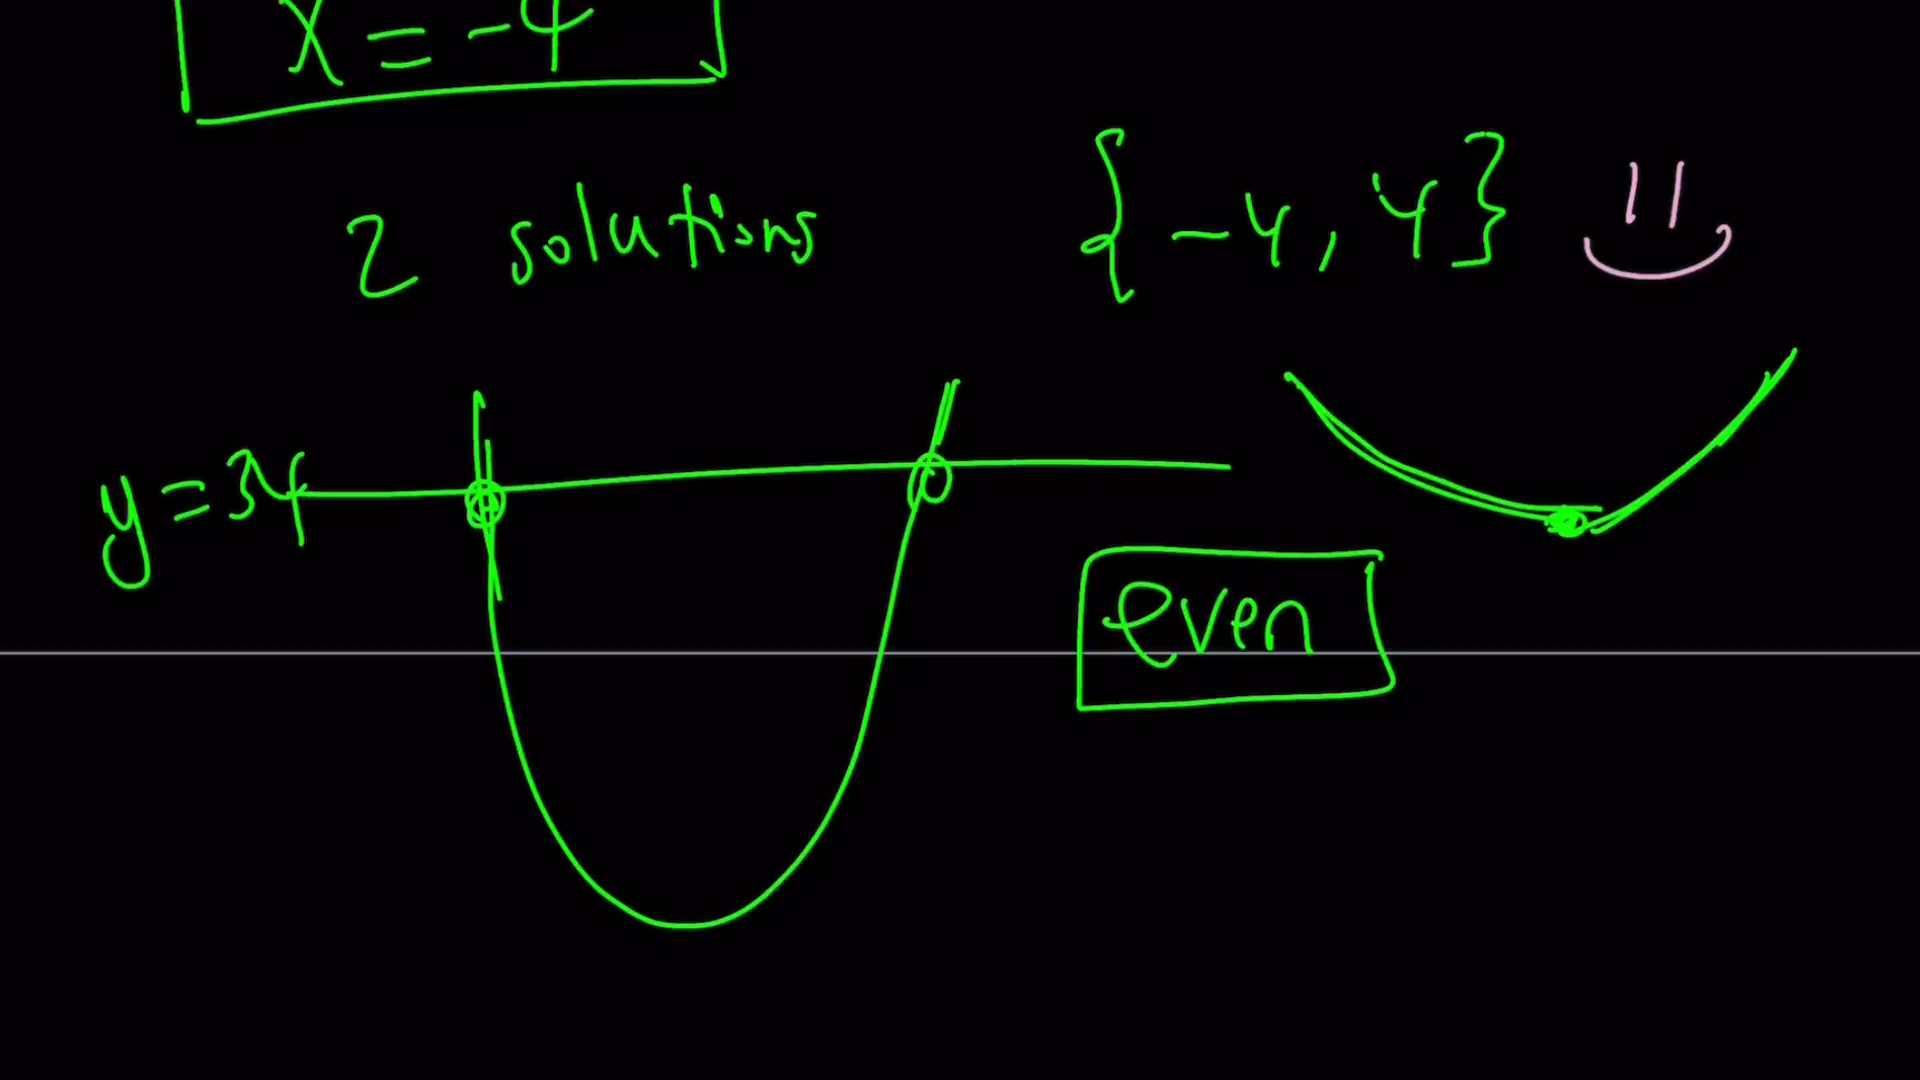 x = -4
2 solutions {-4, 4}
y = 34
even